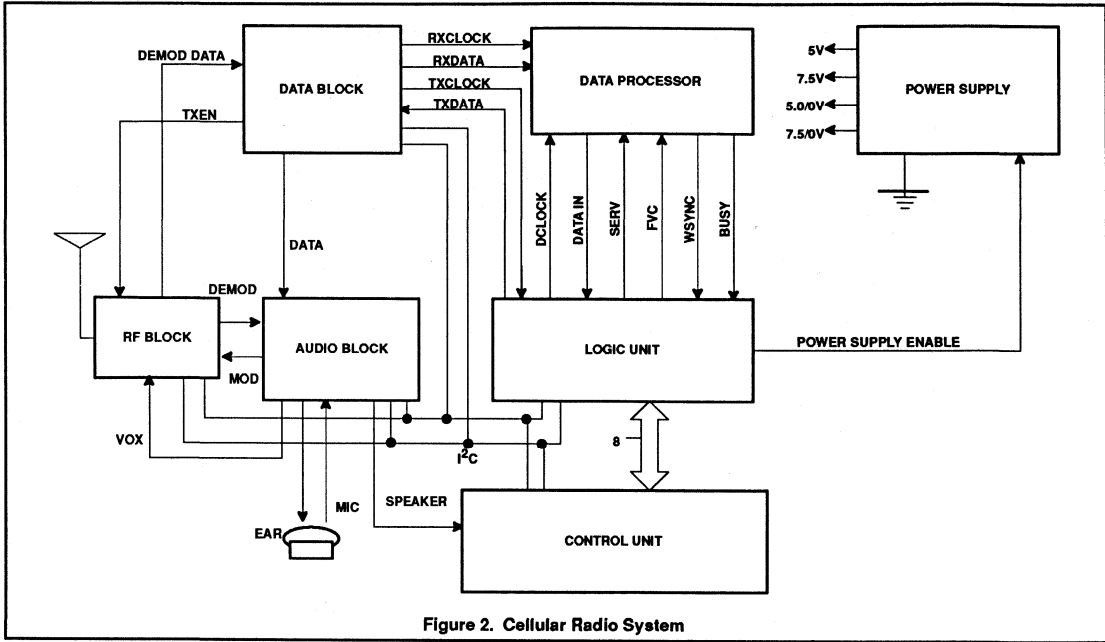 RXCLOCK
DEMOD DATA
RXDATA
5V
DATA BLOCK
DATA PROCESSOR
7.5V
POWER SUPPLY
TXCLOCK
TXDATA
5.0/0V
TXEN
7.5/0V
DCLOCK
DATA IN
SERV
FVC
WSYNC
BUSY
DATA
DEMOD
RF BLOCK
AUDIO BLOCK
LOGIC UNIT
POWER SUPPLY ENABLE
MOD
VOX
8
I²C
MIC
SPEAKER
EAR
CONTROL UNIT
Figure 2. Cellular Radio System